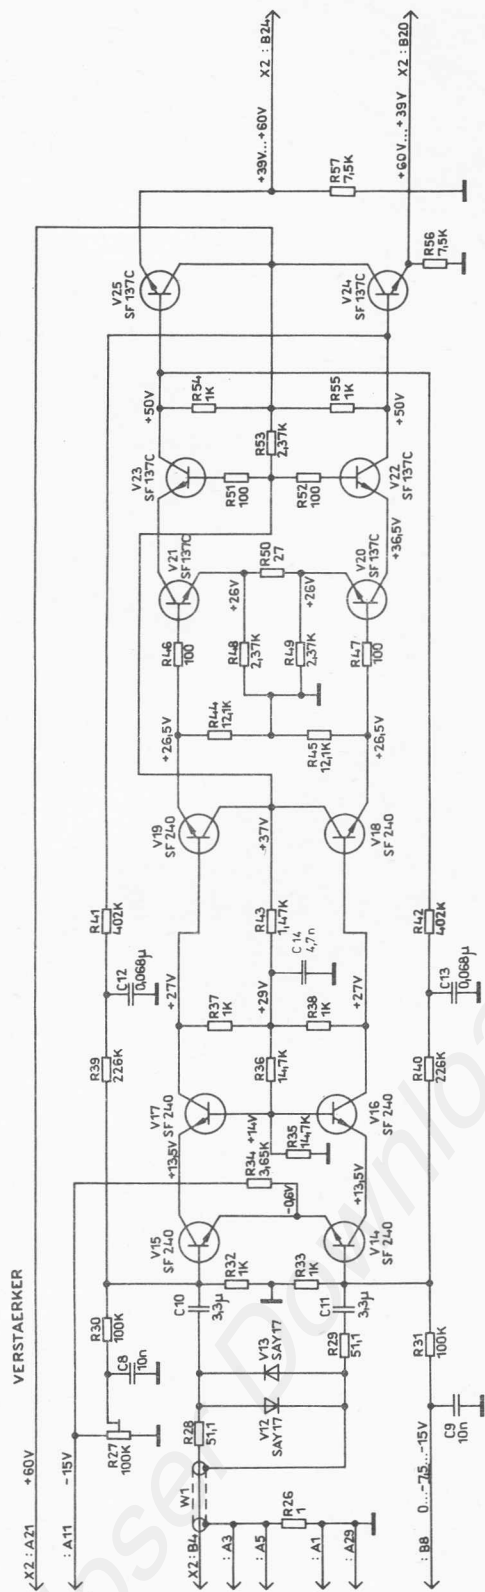 VERSTAERKER
X2 : A21
+60V
: A11
-15V
R27
100K
C8
10n
R30
100K
R39
226K
C12
0,068µ
R41
402K
X2: B4
W1
R28
51,1
V12
SAY17
V13
SAY17
C10
3,3µ
R29
51,1
C11
3,3µ
: A3
: A5
R26
1
: A1
: A29
: B8
0...-7,5...-15V
C9
10n
R31
100K
R40
226K
C13
0,068µ
R42
402K
V15
SF 240
R32
1K
R33
1K
V14
SF 240
-0,6V
R34
3,65K
+13,5V
+13,5V
V17
SF 240
+14V
R35
14,7K
V16
SF 240
R36
14,7K
+27V
R37
1K
+29V
R38
1K
+27V
C14
4,7n
R43
1,47K
V19
SF 240
+37V
V18
SF 240
+26,5V
R44
12,1K
R45
12,1K
+26,5V
R46
100
R47
100
R48
2,37K
R49
2,37K
V21
SF137C
+26V
R50
27
+26V
V20
SF137C
+36,5V
V23
SF 137C
R51
100
R52
100
V22
SF 137C
R53
2,37K
+50V
R54
1K
R55
1K
+50V
V25
SF 137C
V24
SF 137C
R57
7,5K
R56
7,5K
+39V...+60V
X2 : B24
+60V...+39V
X2 : B20
oser Downloa